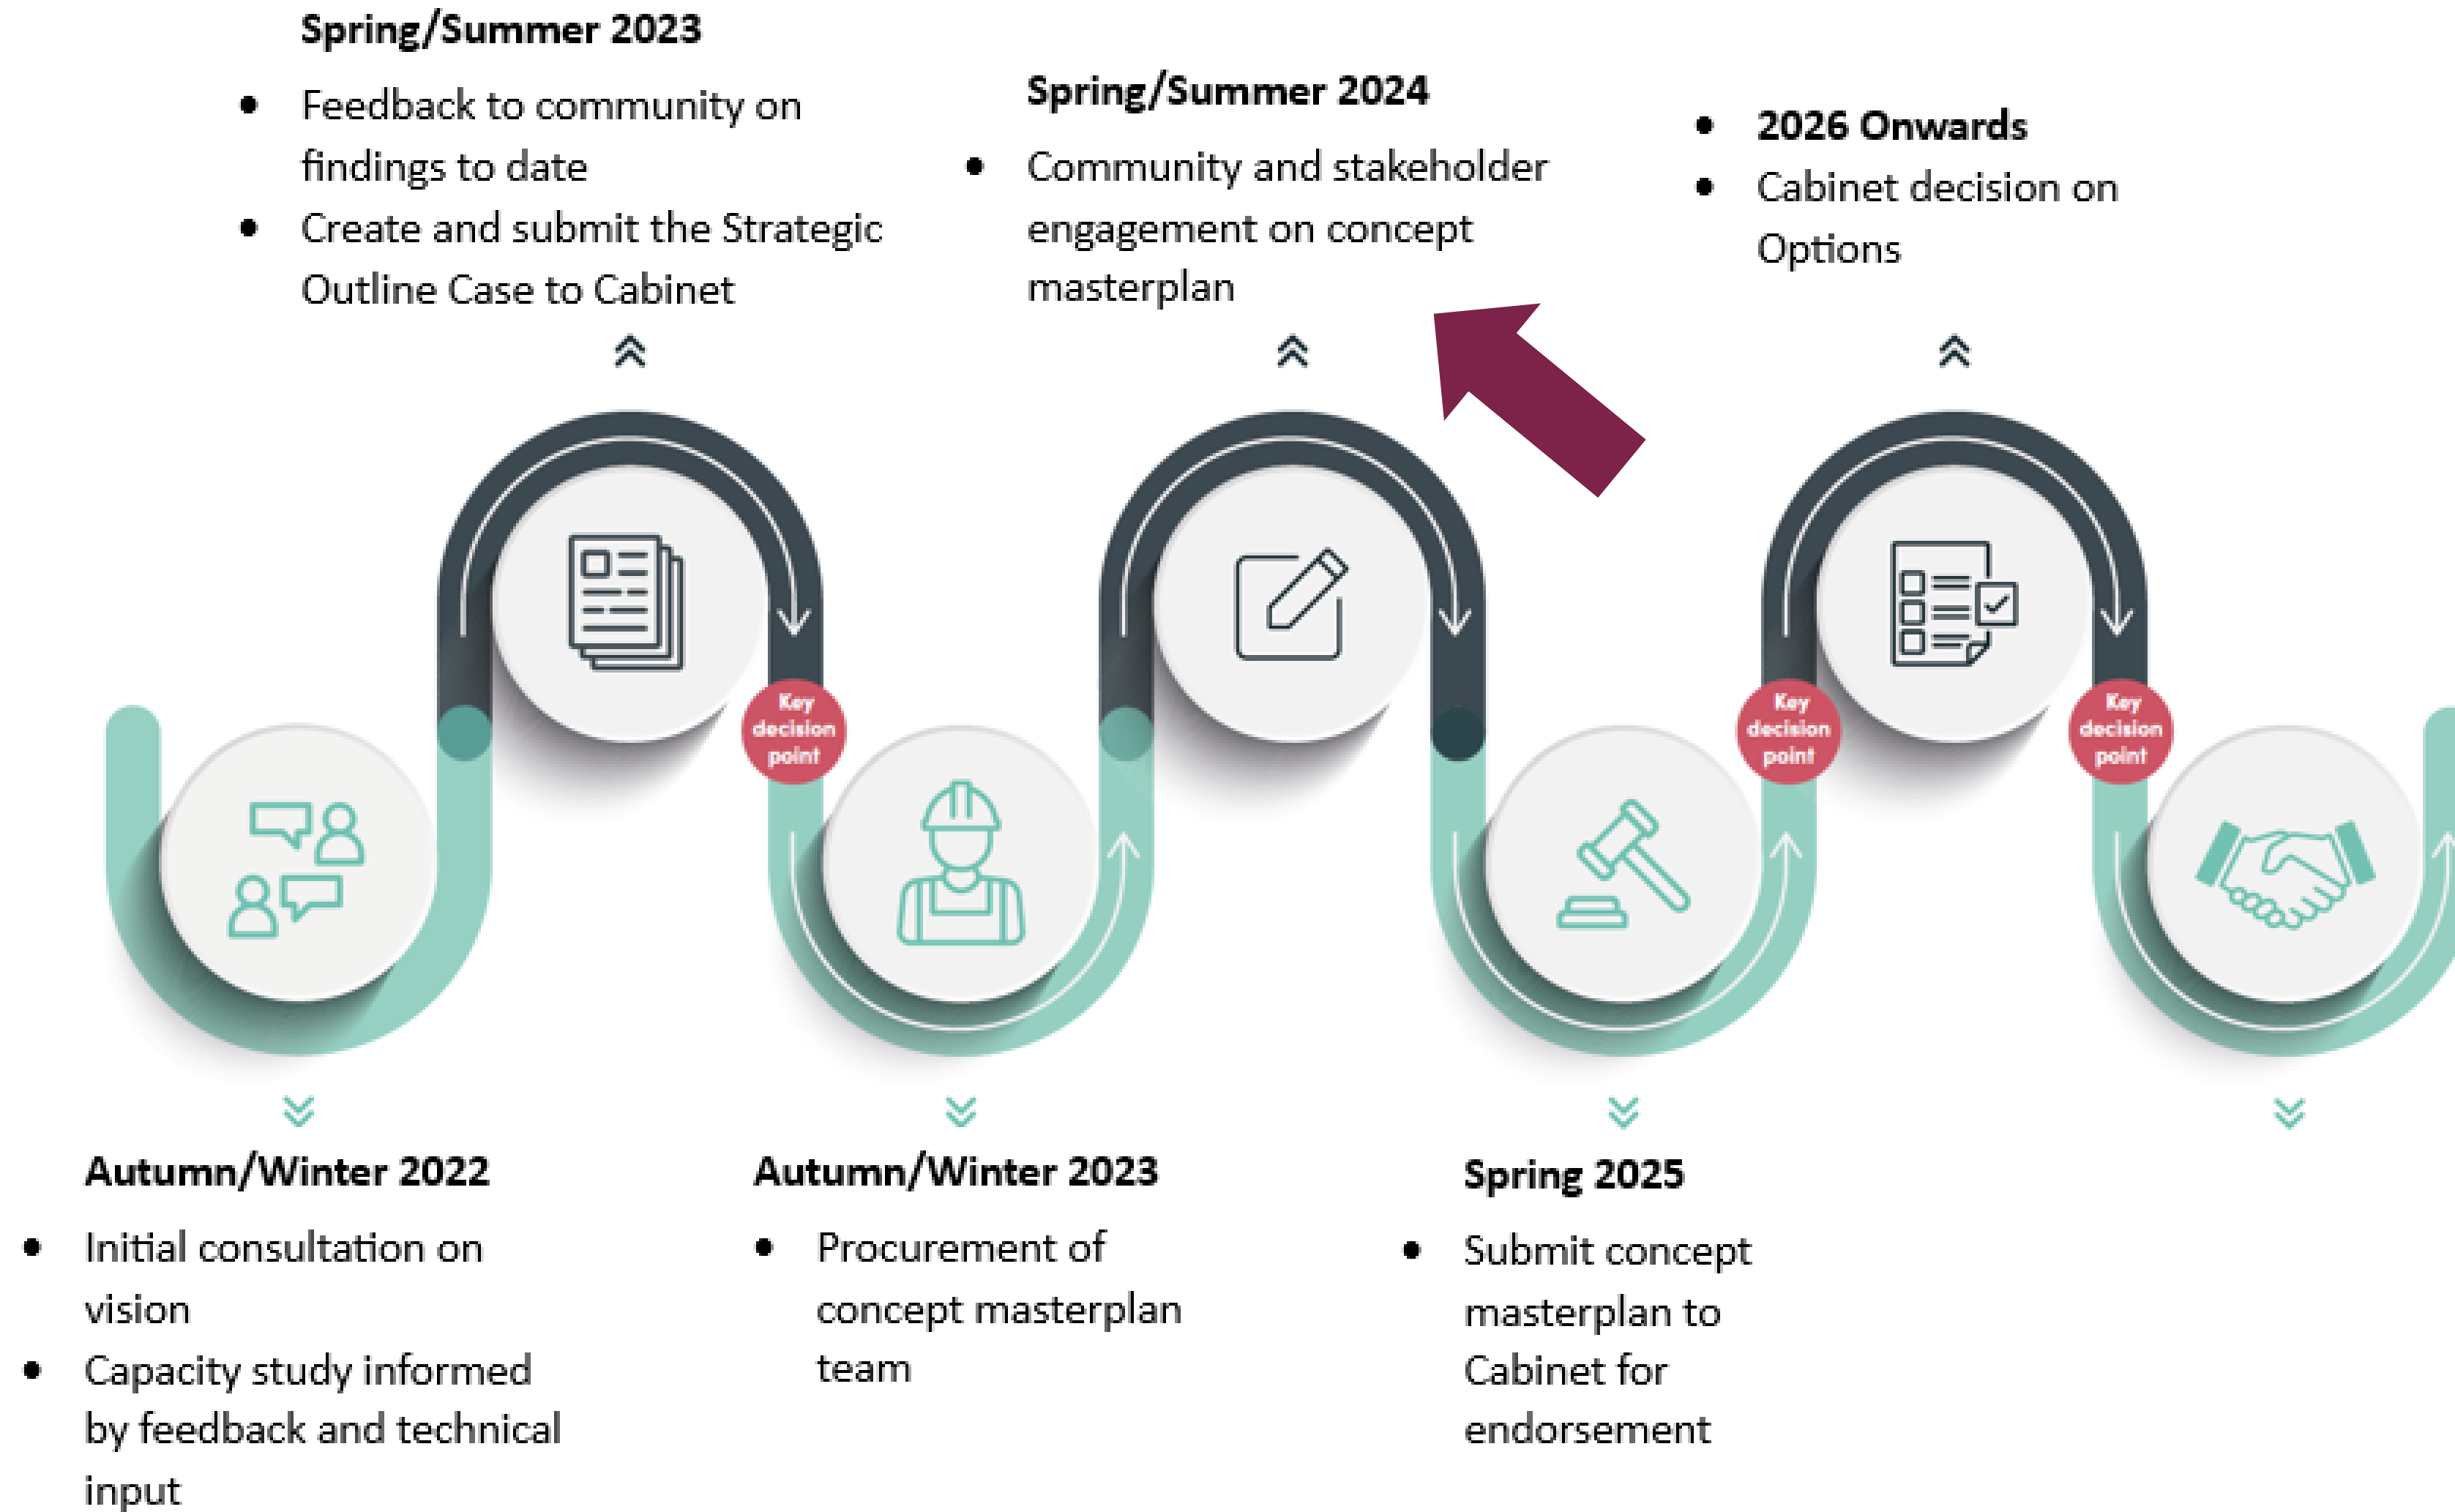 Spring/Summer 2023
• Feedback to community on
findings to date
• Create and submit the Strategic
Outline Case to Cabinet
Spring/Summer 2024
• Community and stakeholder
engagement on concept
masterplan
• 2026 Onwards
• Cabinet decision on
Options
Key
decision
point
Key
decision
point
Key
decision
point
Autumn/Winter 2022
• Initial consultation on
vision
• Capacity study informed
by feedback and technical
input
Autumn/Winter 2023
• Procurement of
concept masterplan
team
Spring 2025
• Submit concept
masterplan to
Cabinet for
endorsement